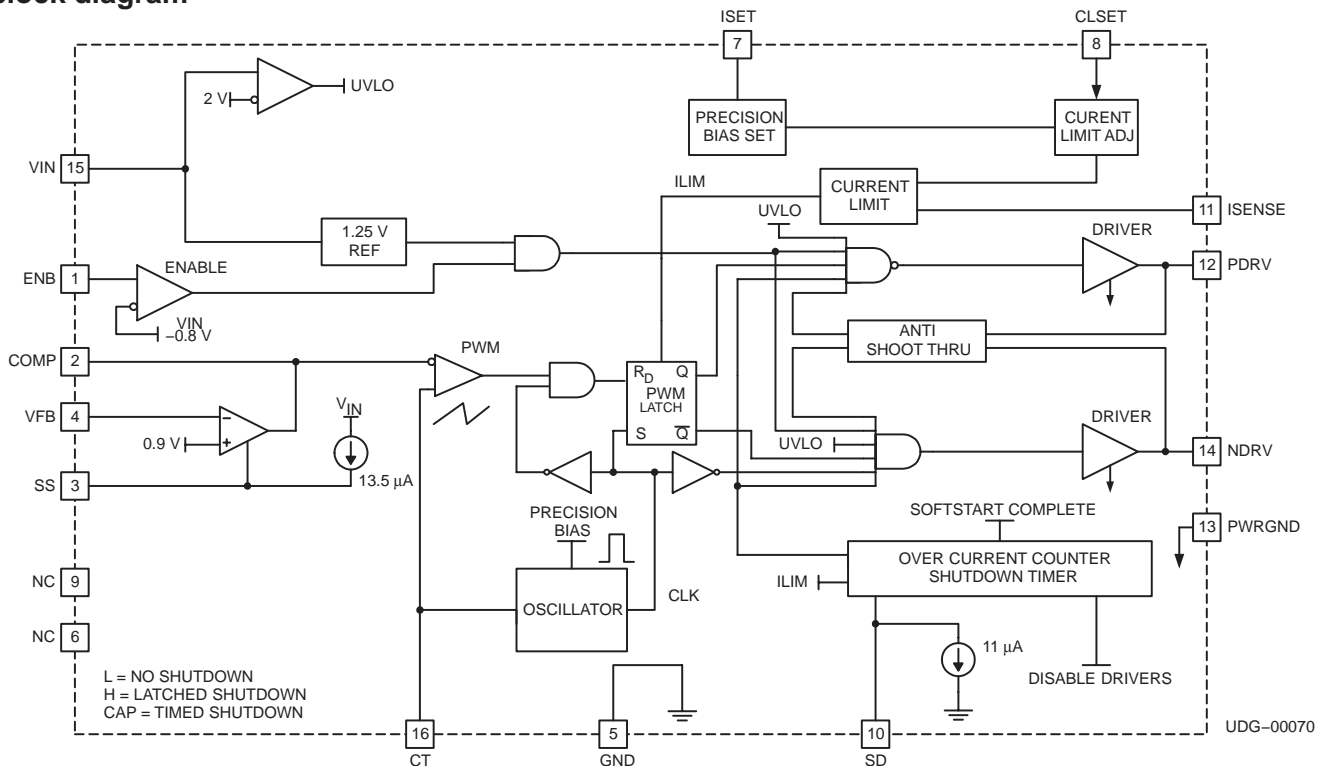 block diagram
ISET
CLSET
7
8
UVLO
2 V
PRECISION
BIAS SET
CURENT
LIMIT ADJ
VIN
15
ILIM
CURRENT
LIMIT
11
ISENSE
UVLO
1.25 V
REF
DRIVER
ENB
1
ENABLE
12
PDRV
VIN
−0.8 V
ANTI
SHOOT THRU
COMP
2
PWM
RD
Q
PWM
LATCH
S
Q
VFB
4
VIN
DRIVER
0.9 V
UVLO
14
NDRV
SS
3
13.5 µA
PRECISION
BIAS
SOFTSTART COMPLETE
13
PWRGND
OVER CURRENT COUNTER
SHUTDOWN TIMER
NC
9
ILIM
OSCILLATOR
CLK
NC
6
11 µA
L = NO SHUTDOWN
H = LATCHED SHUTDOWN
CAP = TIMED SHUTDOWN
DISABLE DRIVERS
16
5
10
UDG−00070
CT
GND
SD